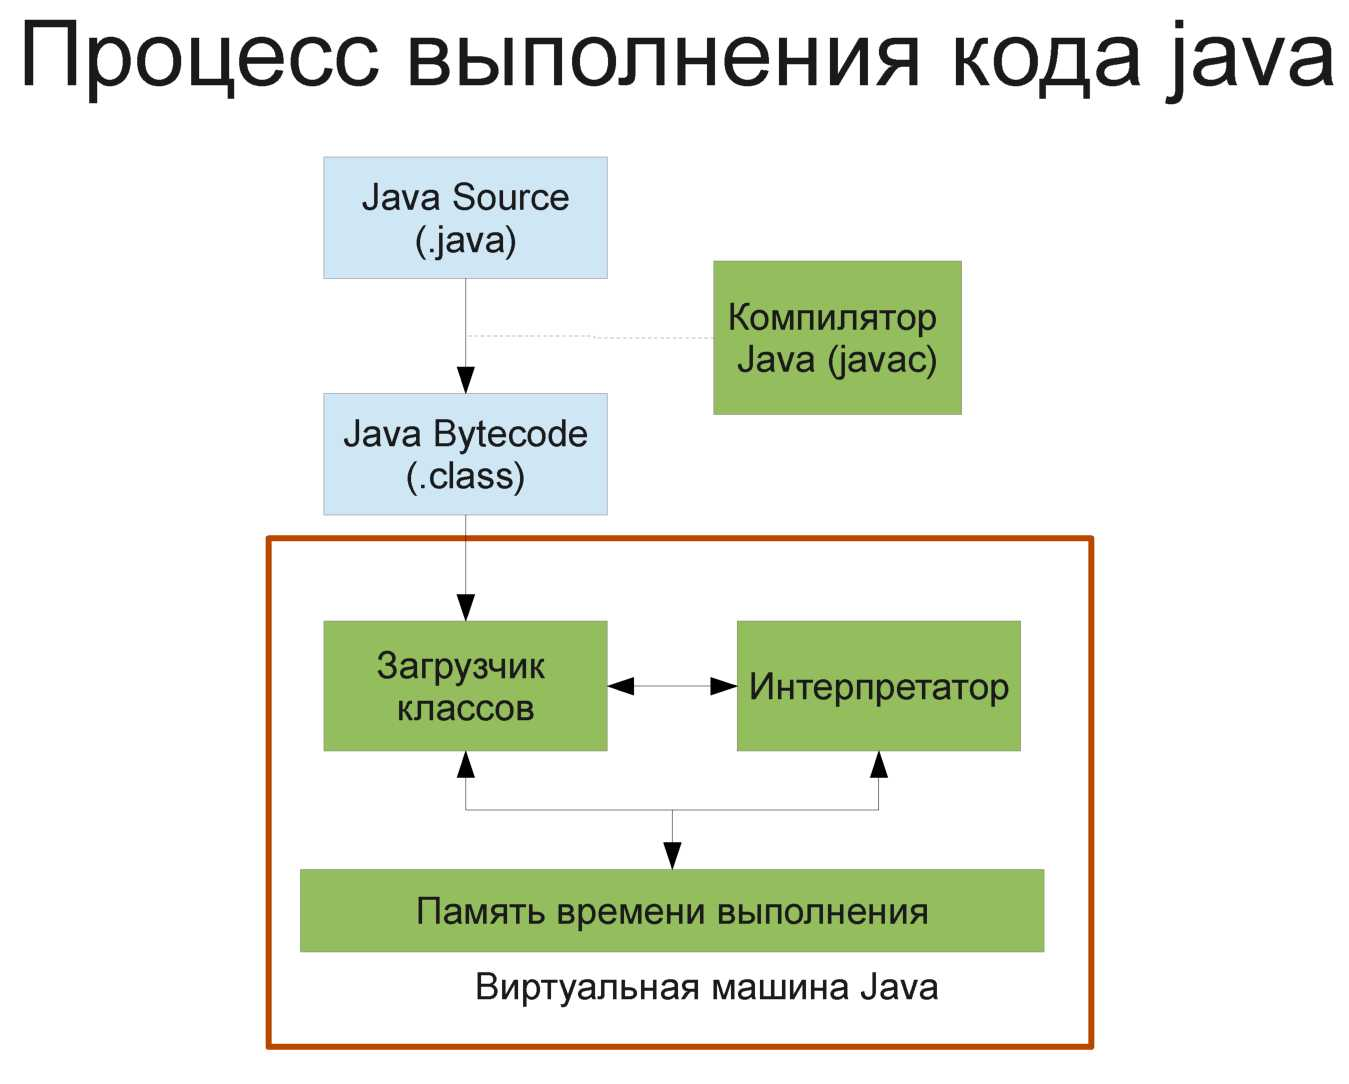 Процесс выполнения кода java
Java Source
(.java)
Компилятор
Java (javac)
Java Bytecode
(.class)
Загрузчик
классов
Интерпретатор
Память времени выполнения
Виртуальная машина Java